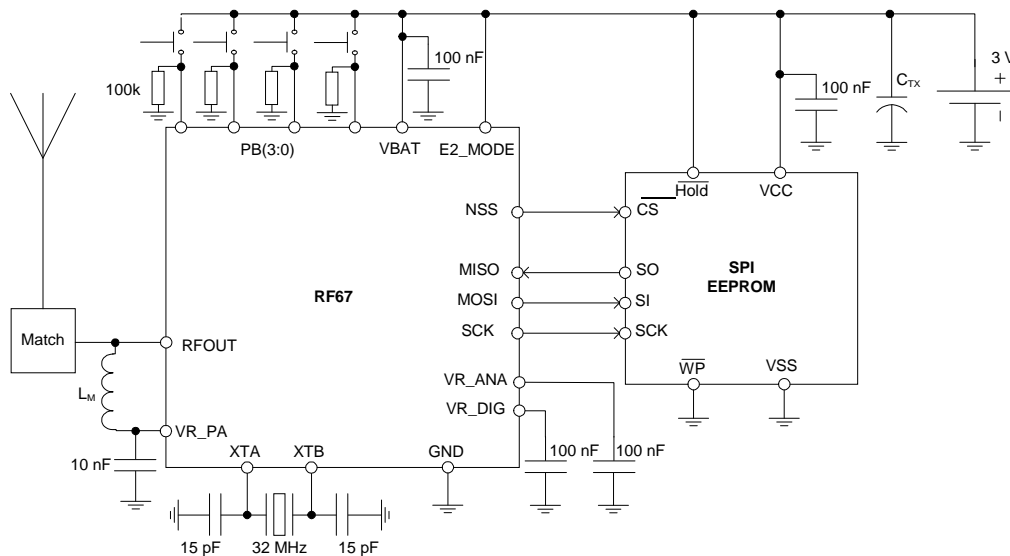 100 nF
3 V
+
100k
100 nF
C_TX
PB(3:0)
VBAT
E2_MODE
Hold
VCC
NSS
CS
MISO
SO
SPI
EEPROM
RF67
MOSI
SI
SCK
SCK
Match
RFOUT
WP
VSS
L_M
VR_ANA
VR_DIG
VR_PA
XTA
XTB
GND
10 nF
100 nF
100 nF
15 pF
32 MHz
15 pF